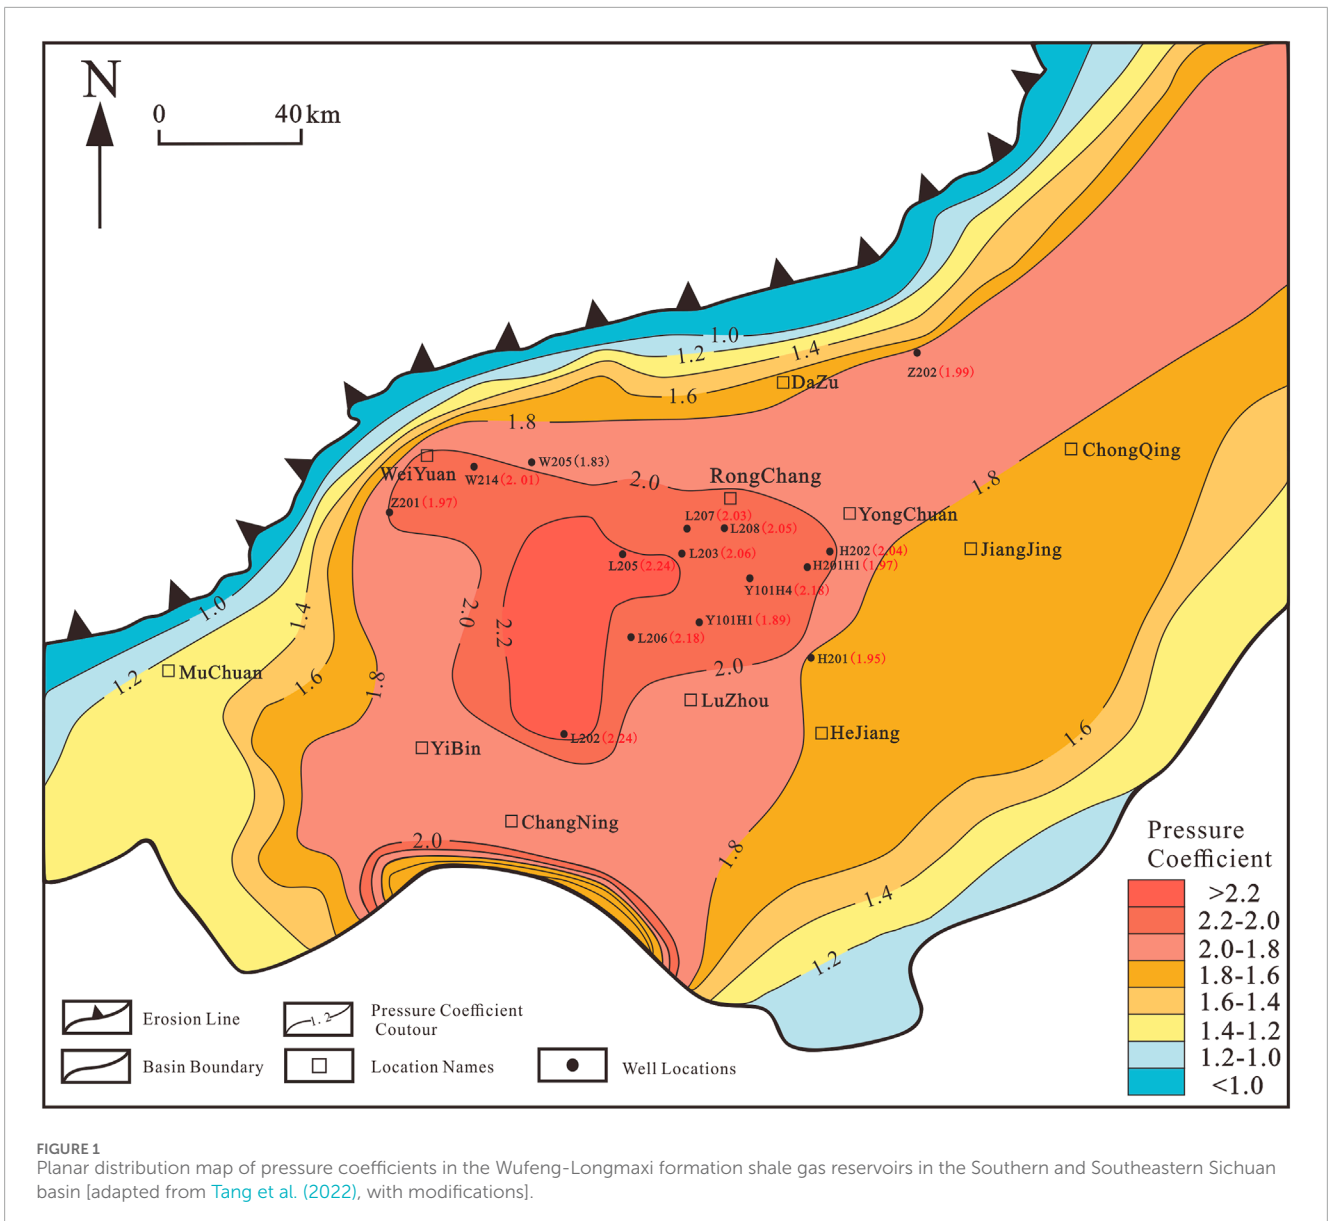 N
0 40 km
1.0
1.2
1.4
1.6
1.8
DaZu
Z202(1.99)
WeiYuan
W214(2.01)
W205(1.83)
2.0
RongChang
ChongQing
1.8
Z201(1.97)
L207(2.03)
L208(2.05)
YongChuan
L205(2.24)
L203(2.06)
H202(2.04)
H201H1(1.97)
JiangJing
Y101H4(2.18)
1.0
1.4
2.0
2.2
L206(2.18)
Y101H1(1.89)
H201(1.95)
MuChuan
1.2
1.6
1.8
2.0
LuZhou
YiBin
L202(2.24)
HeJiang
1.6
ChangNing
2.0
1.8
1.4
1.2
Pressure
Coefficient
>2.2
2.2-2.0
2.0-1.8
1.8-1.6
1.6-1.4
1.4-1.2
1.2-1.0
<1.0
Erosion Line
1.2
Pressure Coefficient
Coutour
Basin Boundary
Location Names
Well Locations
FIGURE 1
Planar distribution map of pressure coefficients in the Wufeng-Longmaxi formation shale gas reservoirs in the Southern and Southeastern Sichuan
basin [adapted from Tang et al. (2022), with modifications].